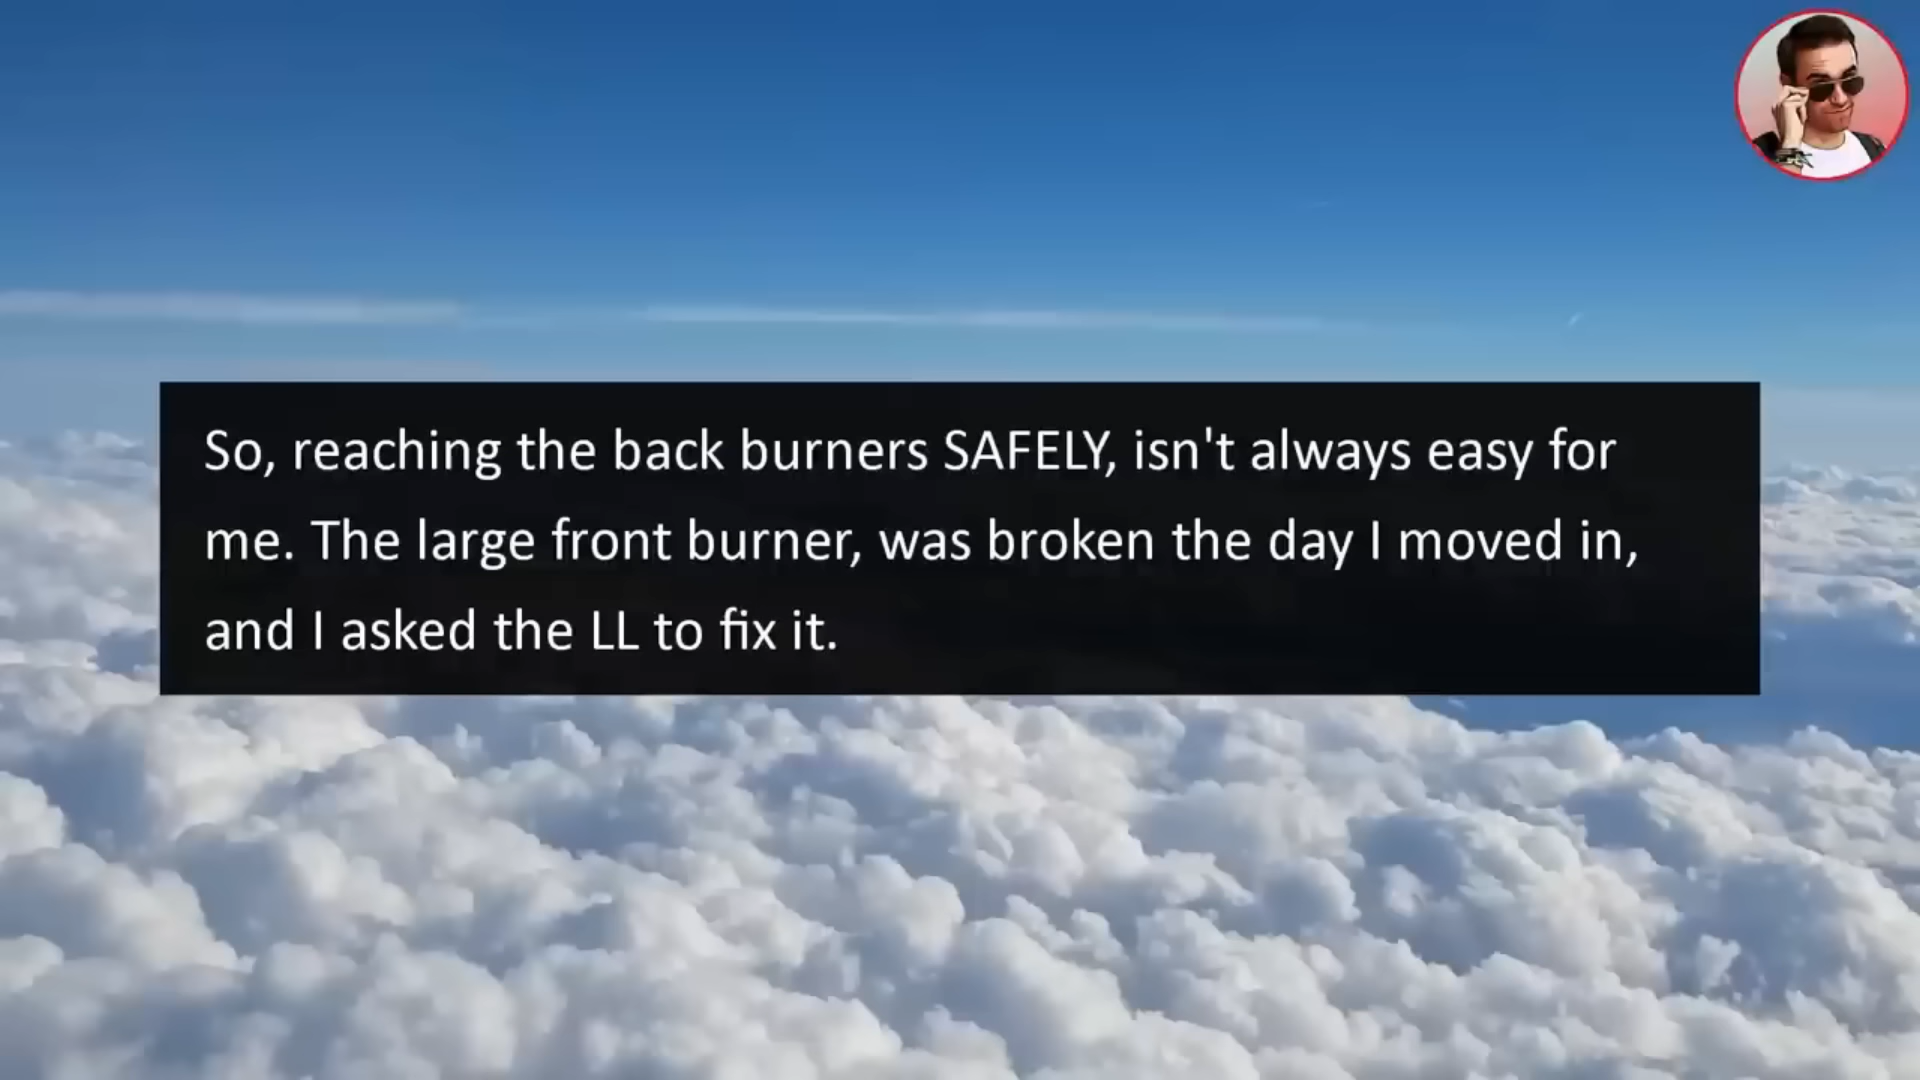 So, reaching the back burners SAFELY, isn't always easy for
me. The large front burner, was broken the day I moved in,
and I asked the LL to fix it.